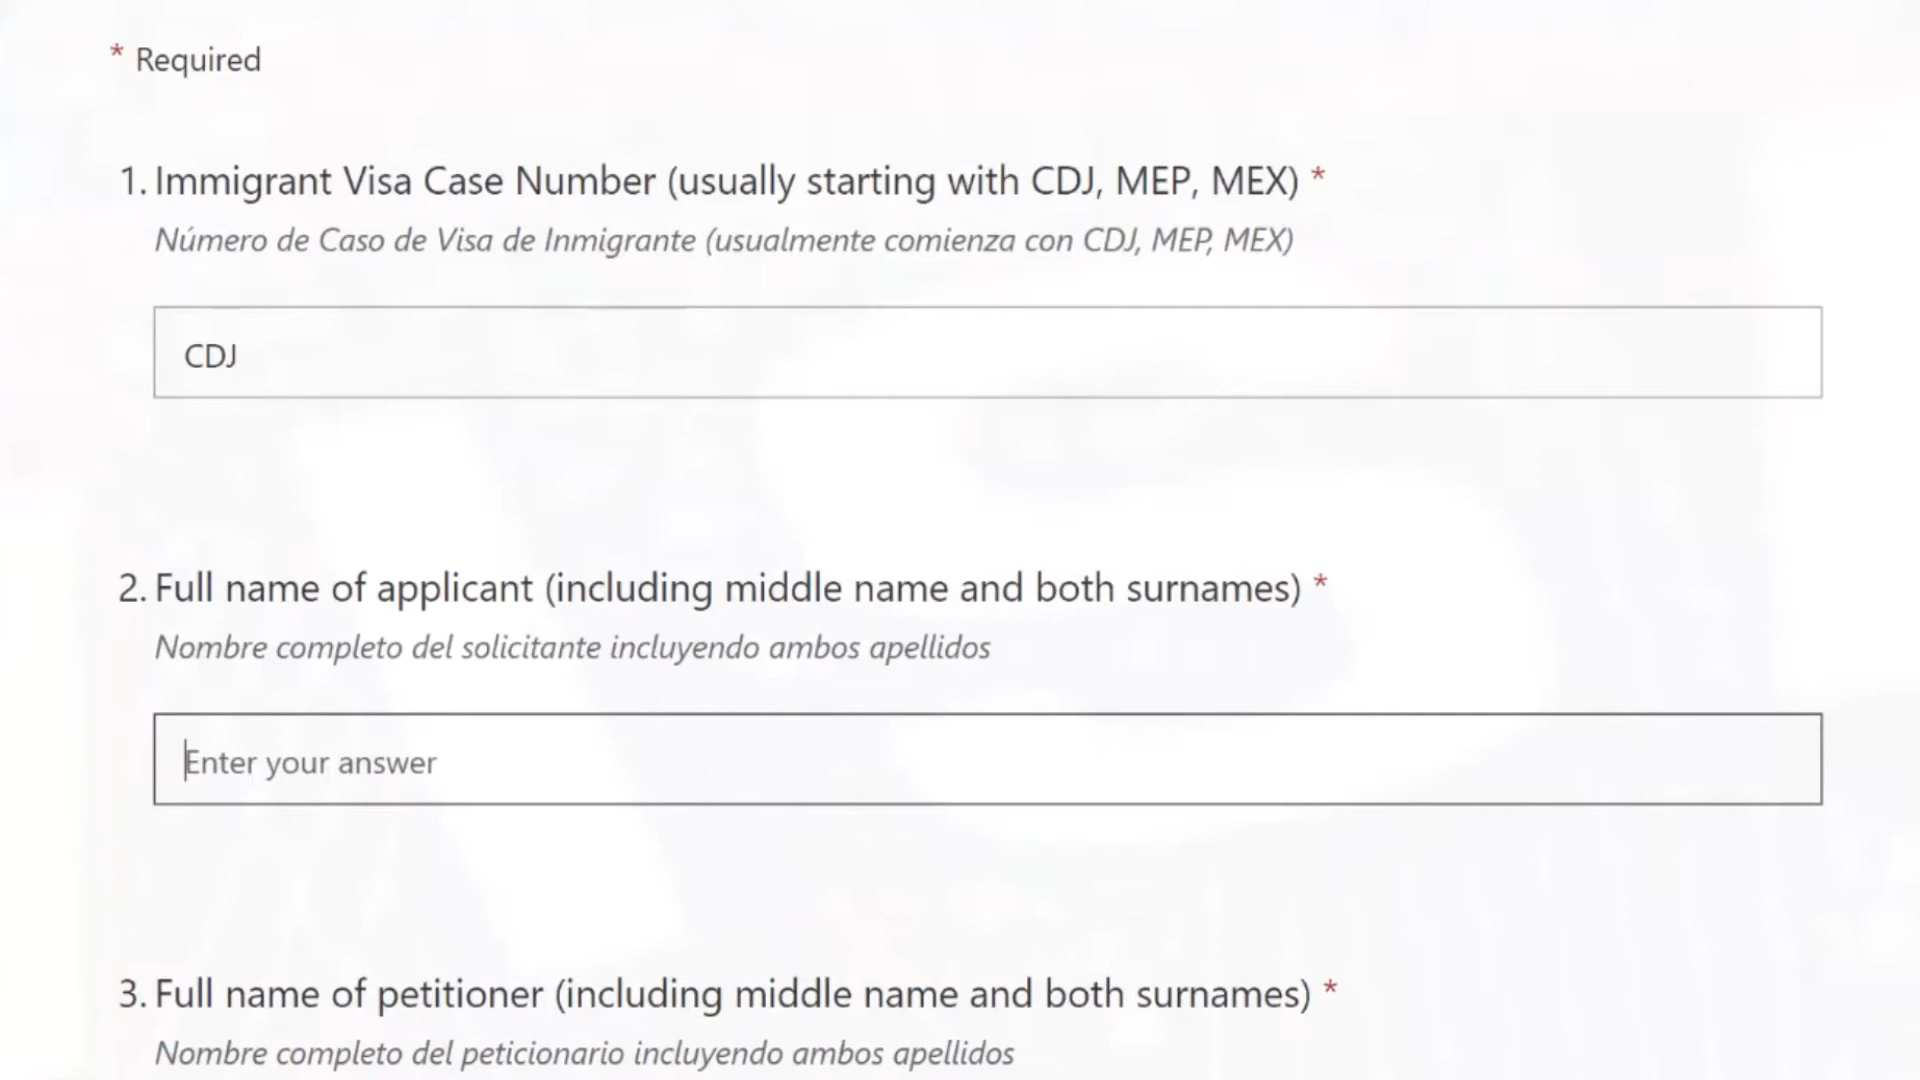 * Required
1. Immigrant Visa Case Number (usually starting with CDJ, MEP, MEX) *
Número de Caso de Visa de Inmigrante (usualmente comienza con CDJ, MEP, MEX)
CDJ
2. Full name of applicant (including middle name and both surnames) *
Nombre completo del solicitante incluyendo ambos apellidos
Enter your answer
3. Full name of petitioner (including middle name and both surnames) *
Nombre completo del peticionario incluyendo ambos apellidos